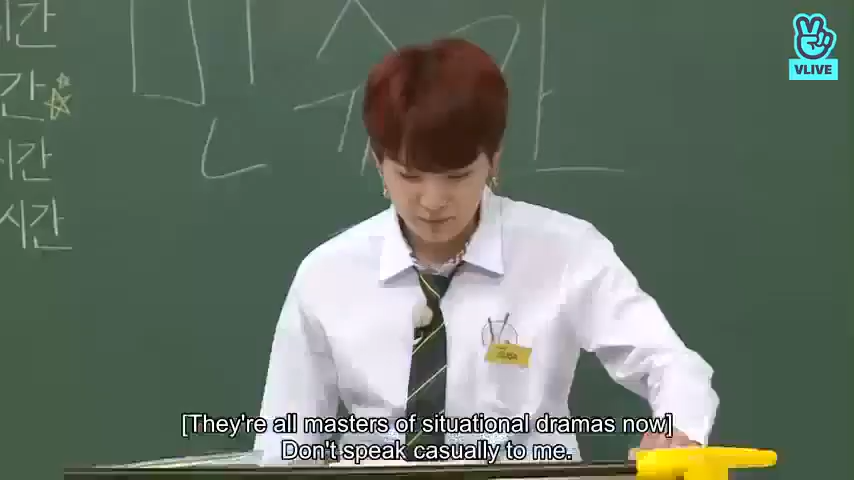 VLIVE
시간
시간
시간
시간
[They're all masters of situational dramas now]
Don't speak casually to me.